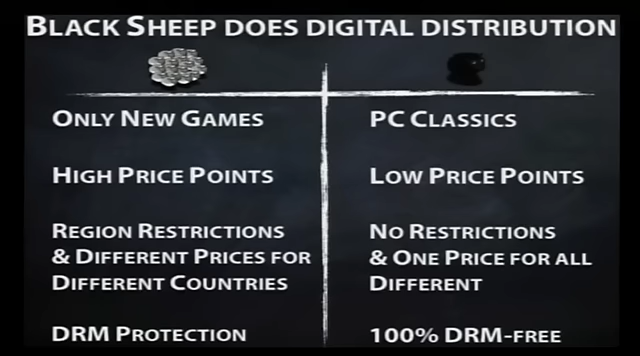 BLACK SHEEP DOES DIGITAL DISTRIBUTION
ONLY NEW GAMES
PC CLASSICS
HIGH PRICE POINTS
LOW PRICE POINTS
REGION RESTRICTIONS
& DIFFERENT PRICES FOR
DIFFERENT COUNTRIES
NO RESTRICTIONS
& ONE PRICE FOR ALL
DIFFERENT
DRM PROTECTION
100% DRM-FREE